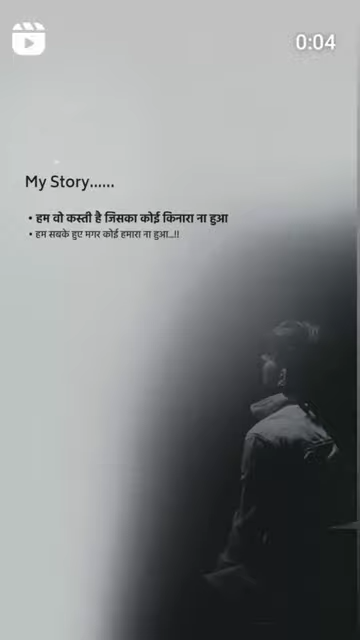 0:04
My Story......
• हम वो कस्ती है जिसका कोई किनारा ना हुआ
• हम सबके हुए मगर कोई हमारा ना हुआ...!!